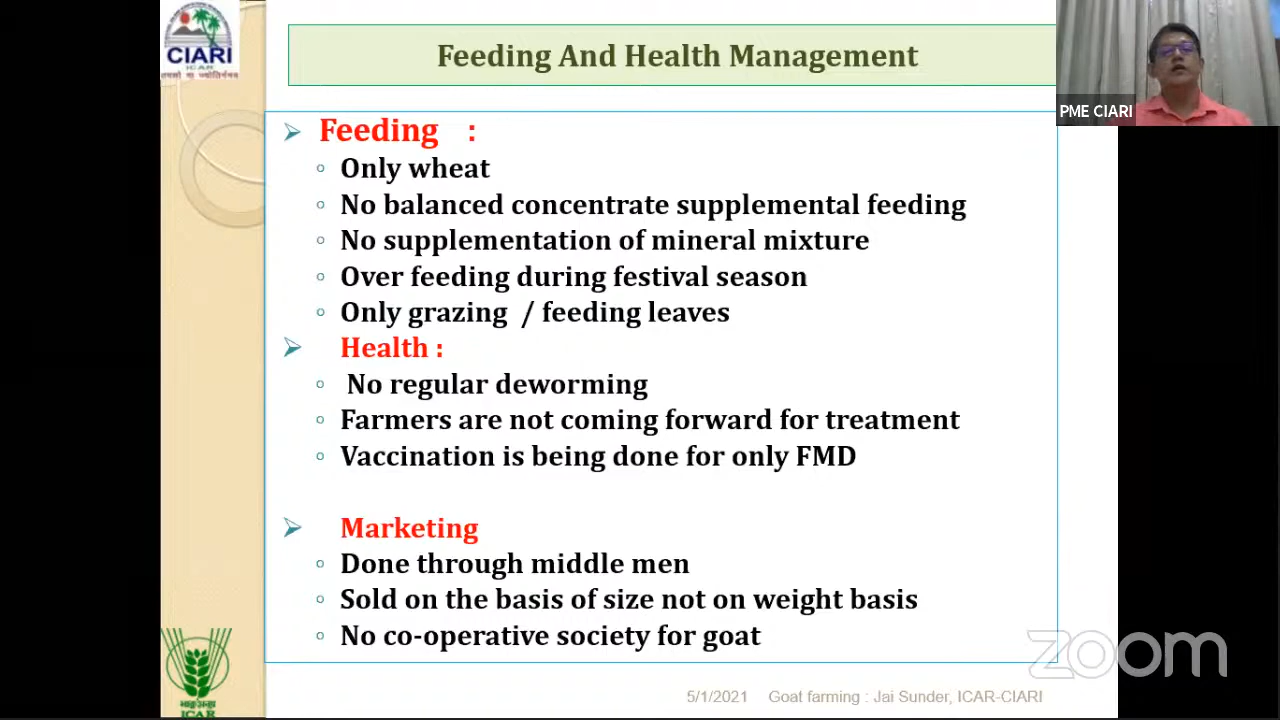 CIARI
ICAR
Feeding And Health Management
PME CIARI
➢ Feeding :
◦ Only wheat
◦ No balanced concentrate supplemental feeding
◦ No supplementation of mineral mixture
◦ Over feeding during festival season
◦ Only grazing / feeding leaves
➢ Health :
◦ No regular deworming
◦ Farmers are not coming forward for treatment
◦ Vaccination is being done for only FMD
➢ Marketing
◦ Done through middle men
◦ Sold on the basis of size not on weight basis
◦ No co-operative society for goat
zoom
5/1/2021 Goat farming : Jai Sunder, ICAR-CIARI
ICAR